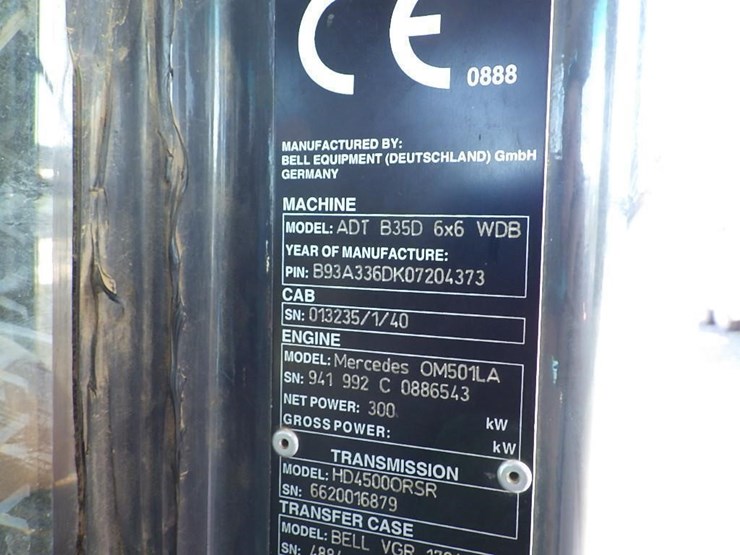 CE
0888
MANUFACTURED BY:
BELL EQUIPMENT (DEUTSCHLAND) GmbH
GERMANY
MACHINE
MODEL: ADT B35D 6x6 WDB
YEAR OF MANUFACTURE:
PIN: B93A336DK07204373
CAB
SN: 013235/1/40
ENGINE
MODEL: Mercedes OM501LA
SN: 941 992 C 0886543
NET POWER: 300 kW
GROSS POWER: kW
TRANSMISSION
MODEL: HD4500ORSR
SN: 6620016879
TRANSFER CASE
MODEL: BELL VGR
SN: